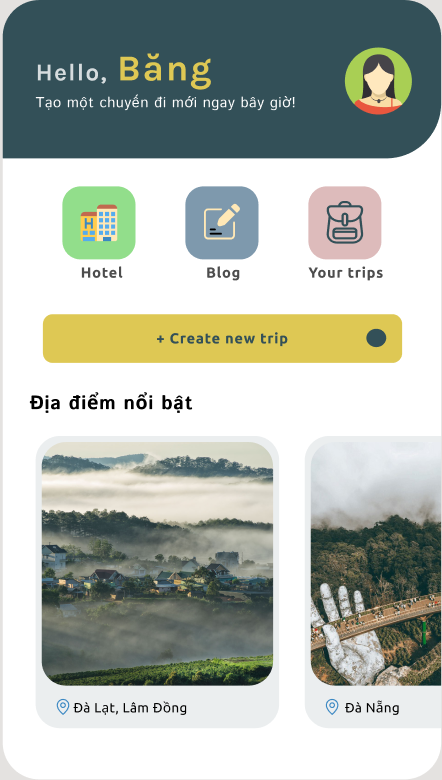 Hello, Băng
Tạo một chuyến đi mới ngay bây giờ!
H
Hotel
Blog
Your trips
+ Create new trip
Địa điểm nổi bật
Đà Lạt, Lâm Đồng
Đà Nẵng